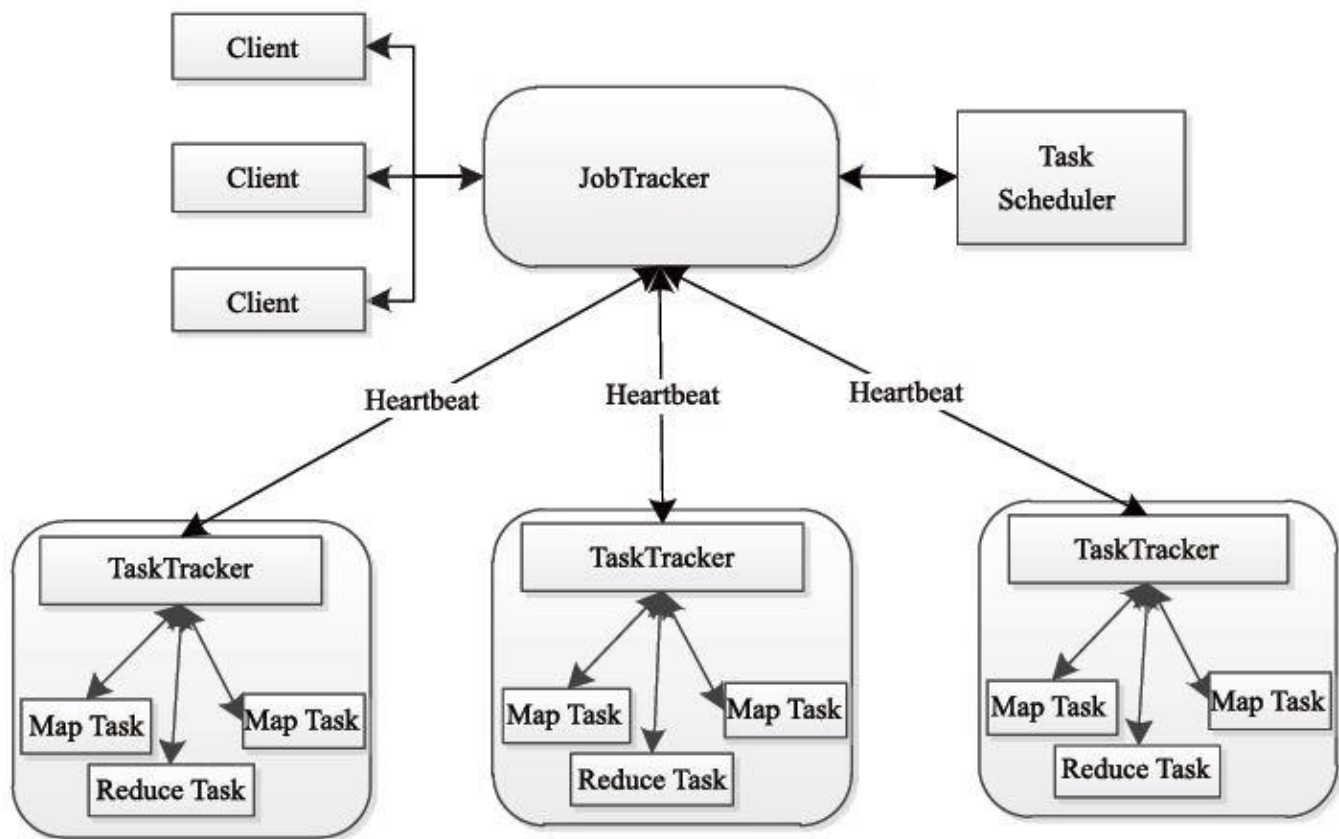 Client
Client
Client
JobTracker
Task
Scheduler
Heartbeat
Heartbeat
Heartbeat
TaskTracker
Map Task
Map Task
Reduce Task
TaskTracker
Map Task
Map Task
Reduce Task
TaskTracker
Map Task
Map Task
Reduce Task